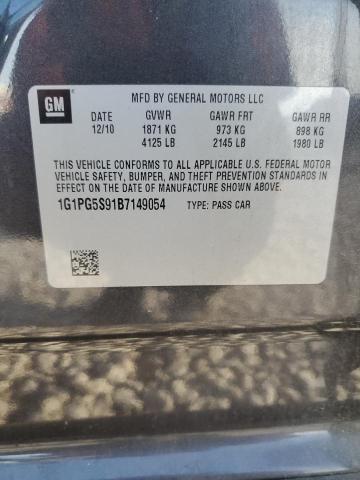 GM
MFD BY GENERAL MOTORS LLC
DATE GVWR GAWR FRT GAWR RR
12/10 1871 KG 973 KG 898 KG
4125 LB 2145 LB 1980 LB
THIS VEHICLE CONFORMS TO ALL APPLICABLE U.S. FEDERAL MOTOR
VEHICLE SAFETY, BUMPER, AND THEFT PREVENTION STANDARDS
IN EFFECT ON THE DATE OF MANUFACTURE SHOWN ABOVE.
1G1PG5S91B7149054 TYPE: PASS CAR